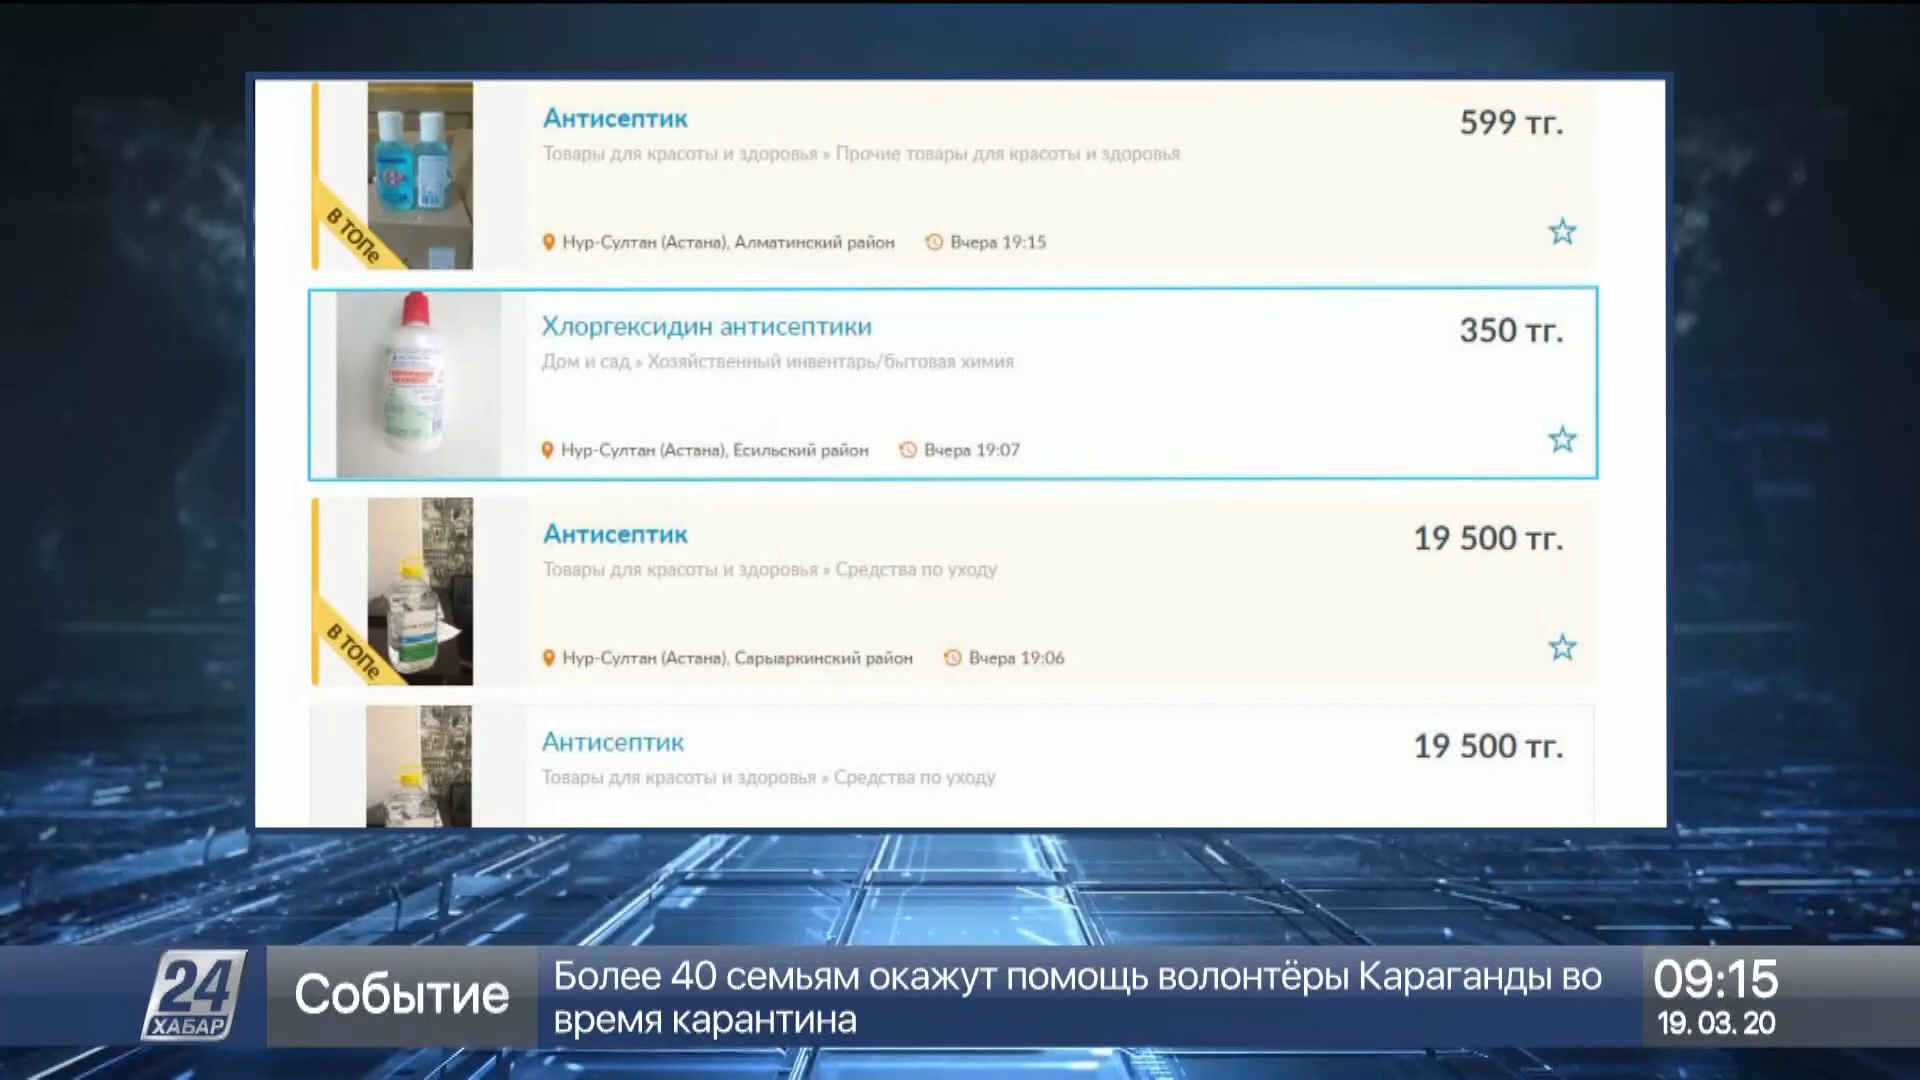 Антисептик
599 тг.
Товары для красоты и здоровья » Прочие товары для красоты и здоровья
В ТОПе
Нур-Султан (Астана), Алматинский район
Вчера 19:15
Хлоргексидин антисептики
350 тг.
Дом и сад » Хозяйственный инвентарь/бытовая химия
Нур-Султан (Астана), Есильский район
Вчера 19:07
Антисептик
19 500 тг.
Товары для красоты и здоровья » Средства по уходу
В ТОПе
Нур-Султан (Астана), Сарыаркинский район
Вчера 19:06
Антисептик
19 500 тг.
Товары для красоты и здоровья » Средства по уходу
24
ХАБАР
Событие
Более 40 семьям окажут помощь волонтёры Караганды во
время карантина
09:15
19. 03. 20